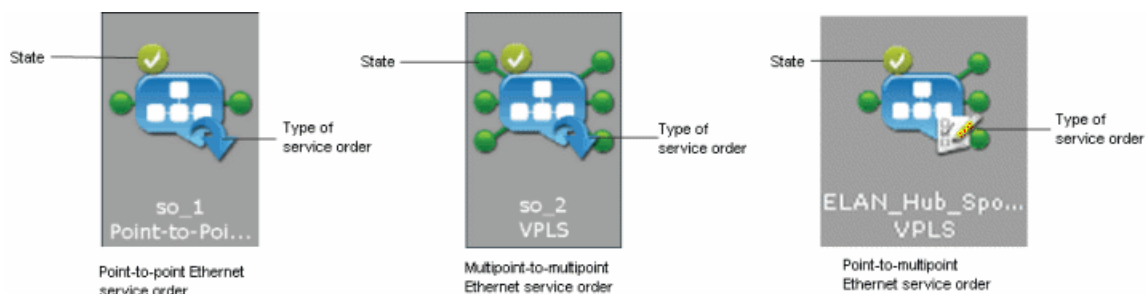 State
Type of
service order
so_1
Point-to-Poi...
Point-to-point Ethernet
service order
State
Type of
service order
so_2
VPLS
Multipoint-to-multipoint
Ethernet service order
State
Type of
service order
ELAN_Hub_Spo...
VPLS
Point-to-multipoint
Ethernet service order